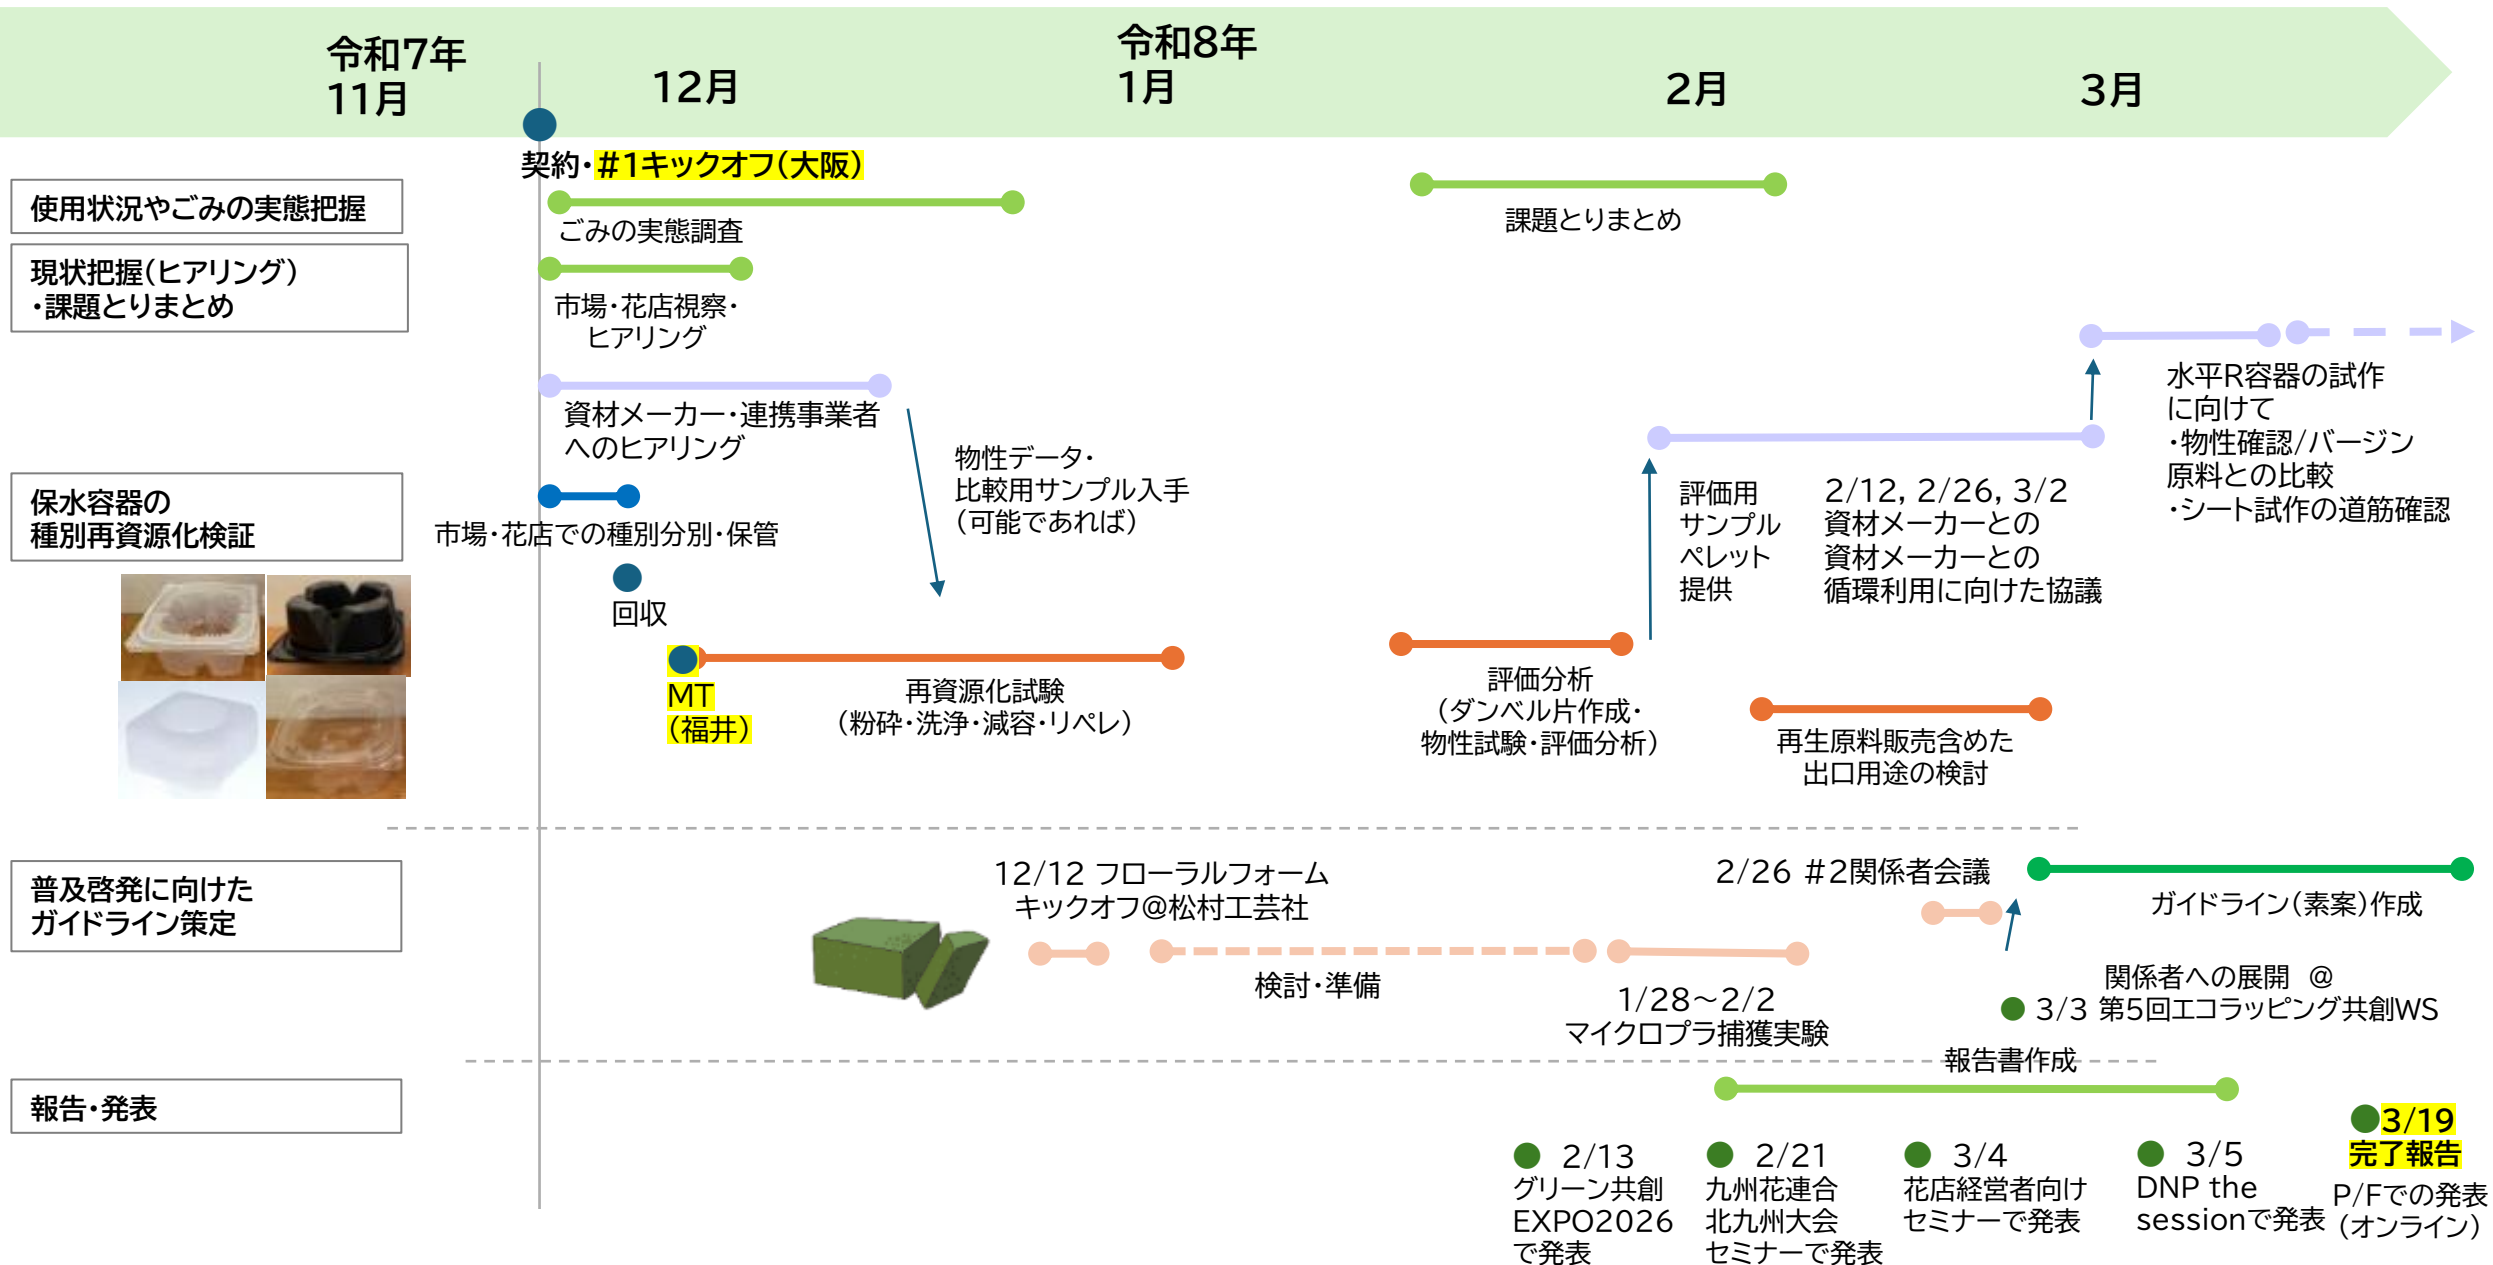 令和7年
11月
12月
令和8年
1月
2月
3月
契約・#1キックオフ(大阪)
使用状況やごみの実態把握
ごみの実態調査
課題とりまとめ
現状把握(ヒアリング)
・課題とりまとめ
市場・花店視察・
ヒアリング
資材メーカー・連携事業者
へのヒアリング
物性データ・
比較用サンプル入手
(可能であれば)
水平R容器の試作
に向けて
・物性確認/バージン
原料との比較
・シート試作の道筋確認
保水容器の
種別再資源化検証
市場・花店での種別分別・保管
回収
評価用
サンプル
ペレット
提供
2/12, 2/26, 3/2
資材メーカーとの
資材メーカーとの
循環利用に向けた協議
MT
(福井)
再資源化試験
(粉砕・洗浄・減容・リペレ)
評価分析
(ダンベル片作成・
物性試験・評価分析)
再生原料販売含めた
出口用途の検討
普及啓発に向けた
ガイドライン策定
12/12 フローラルフォーム
キックオフ@松村工芸社
検討・準備
1/28～2/2
マイクロプラ捕獲実験
2/26 #2関係者会議
ガイドライン(素案)作成
関係者への展開 @
3/3 第5回エコラッピング共創WS
報告・発表
報告書作成
2/13
グリーン共創
EXPO2026
で発表
2/21
九州花連合
北九州大会
セミナーで発表
3/4
花店経営者向け
セミナーで発表
3/5
DNP the
sessionで発表
3/19
完了報告
P/Fでの発表
(オンライン)